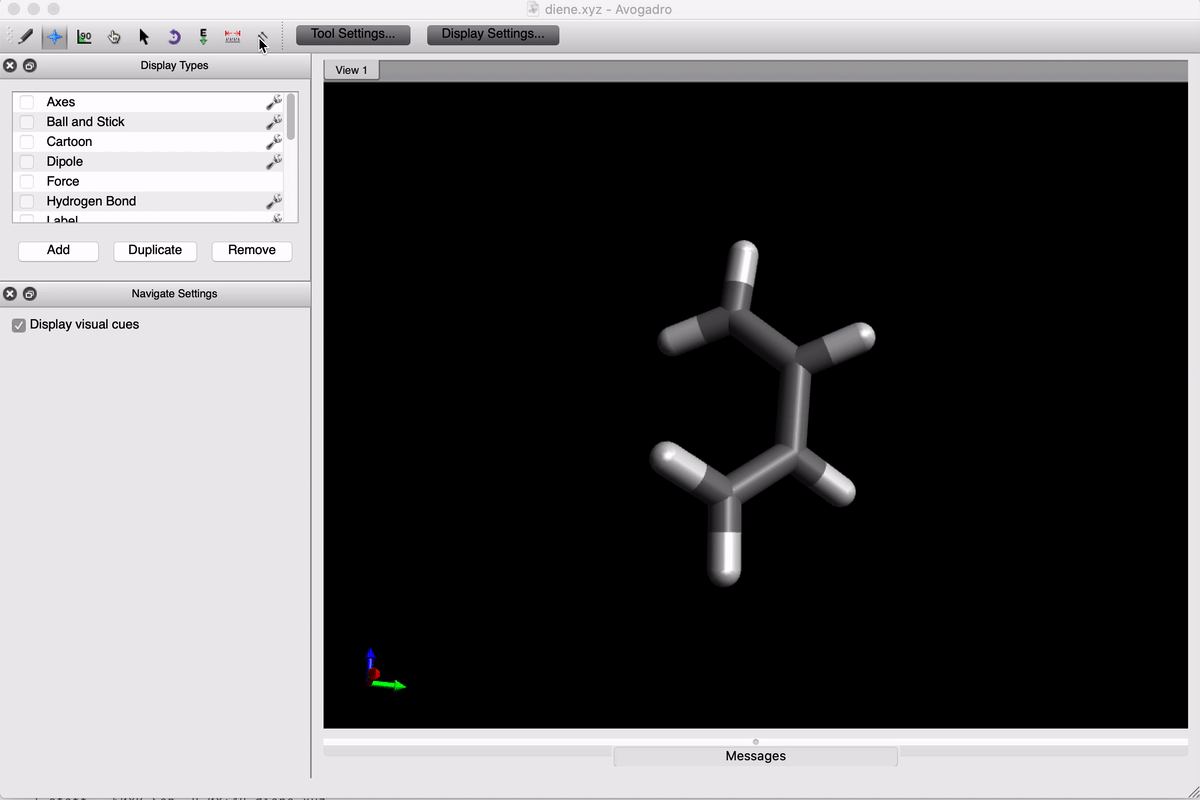 diene.xyz - Avogadro
90
E
Tool Settings...
Display Settings...
Display Types
View 1
Axes
Ball and Stick
Cartoon
Dipole
Force
Hydrogen Bond
Label
Add
Duplicate
Remove
Navigate Settings
Display visual cues
Messages